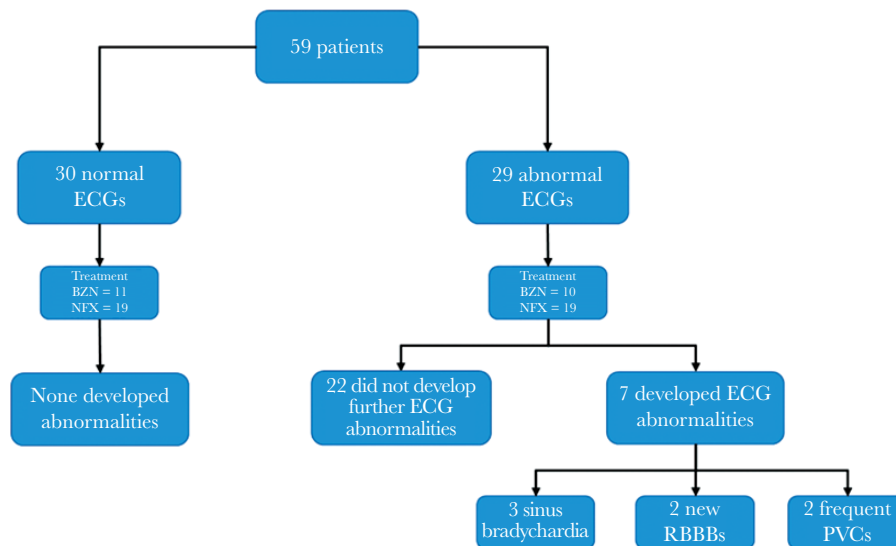 59 patients
30 normal
ECGs
29 abnormal
ECGs
Treatment
BZN = 11
NFX = 19
Treatment
BZN = 10
NFX = 19
None developed
abnormalities
22 did not develop
further ECG
abnormalities
7 developed ECG
abnormalities
3 sinus
bradychardia
2 new
RBBBs
2 frequent
PVCs